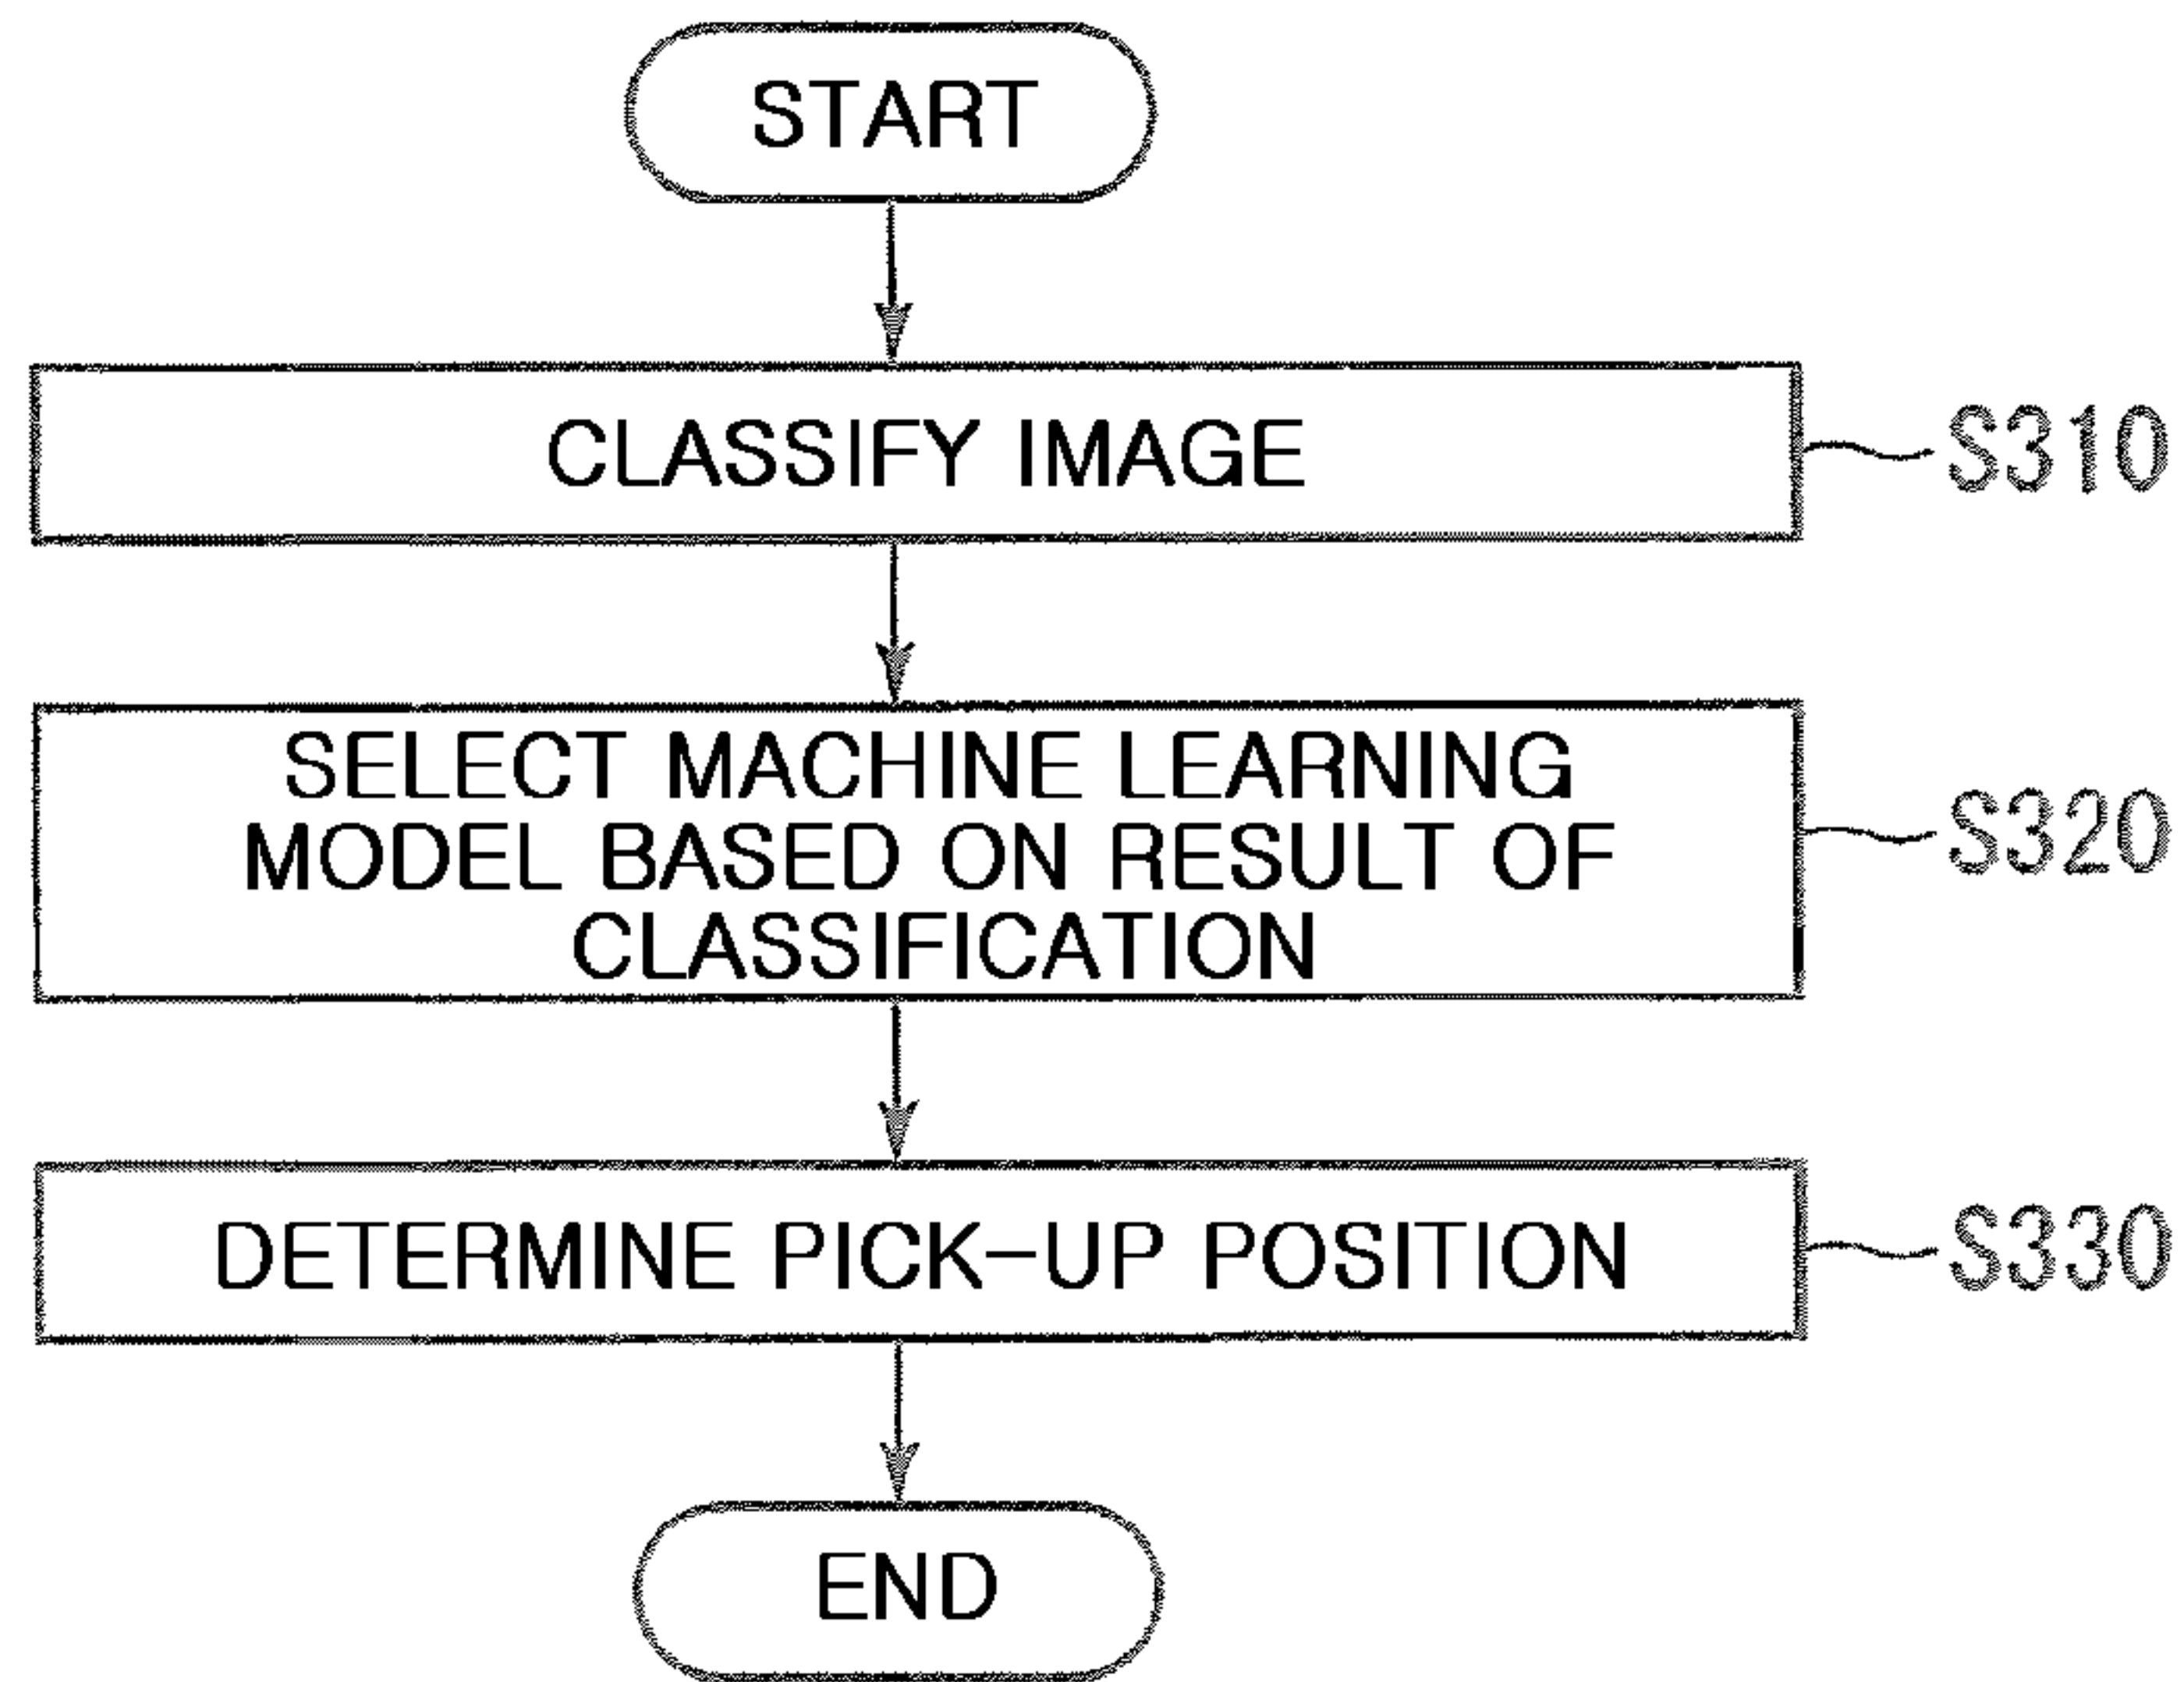 START
CLASSIFY IMAGE
S310
SELECT MACHINE LEARNING
MODEL BASED ON RESULT OF
CLASSIFICATION
S320
DETERMINE PICK-UP POSITION
S330
END